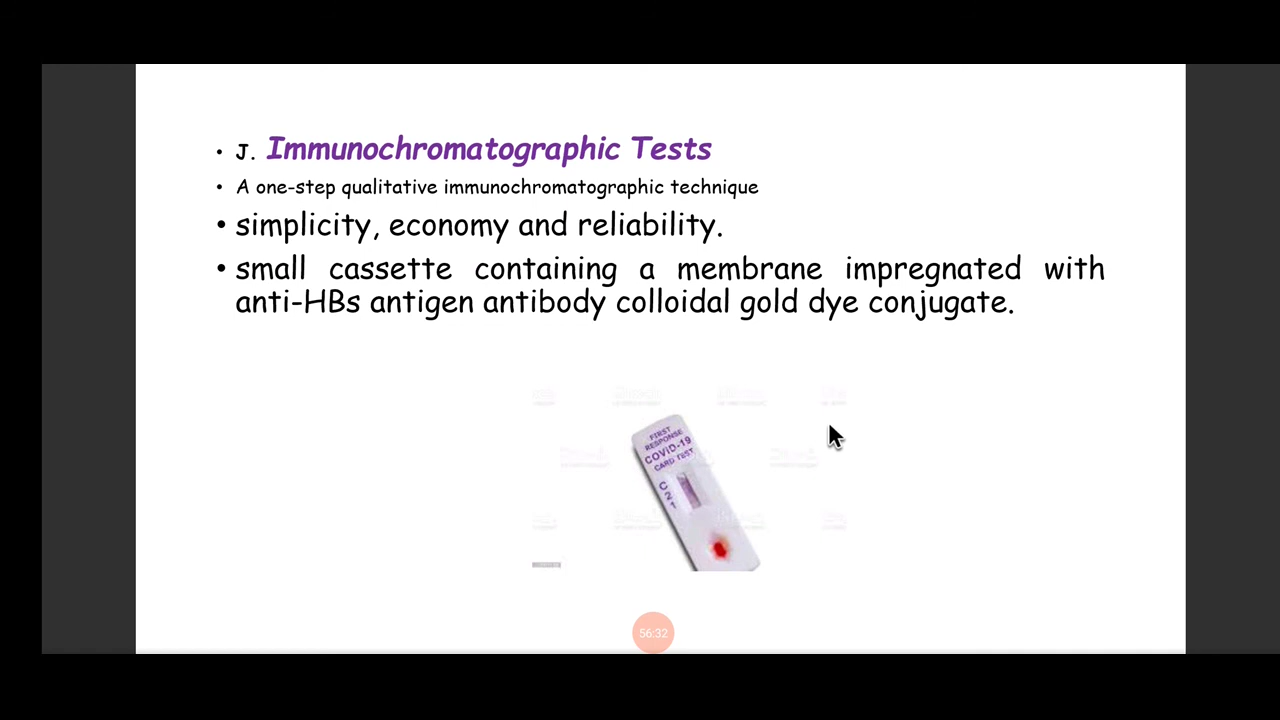 J. Immunochromatographic Tests
A one-step qualitative immunochromatographic technique
simplicity, economy and reliability.
small cassette containing a membrane impregnated with
anti-HBs antigen antibody colloidal gold dye conjugate.
FIRST
RESPONSE
COVID-19
CARD TEST
C
2
1
56:32